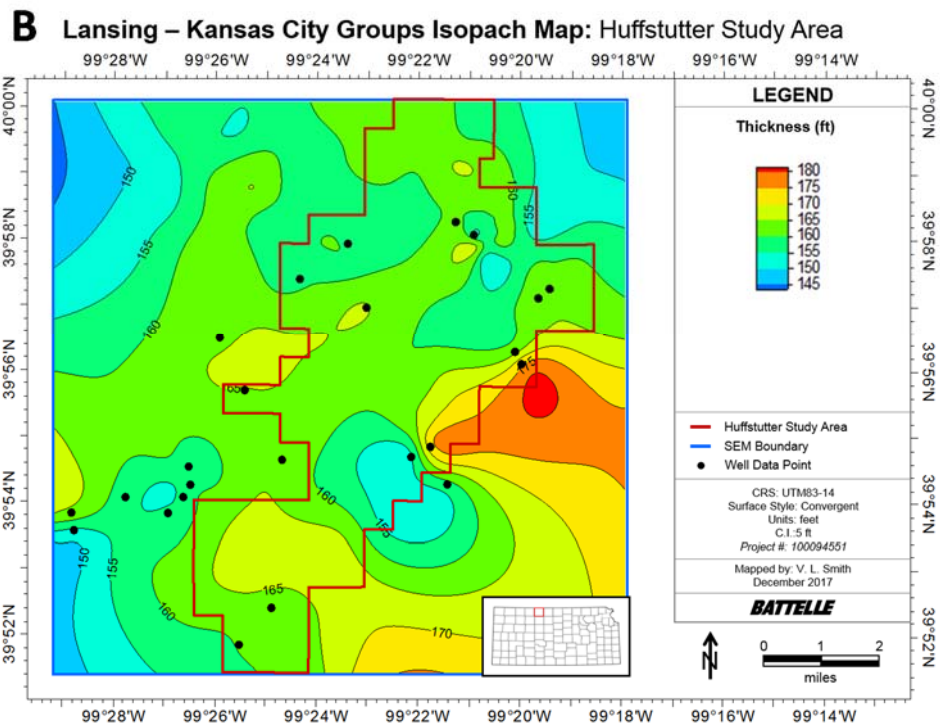 B Lansing – Kansas City Groups Isopach Map: Huffstutter Study Area
99°28'W 99°26'W 99°24'W 99°22'W 99°20'W 99°18'W 99°16'W 99°14'W
40°00'N
39°58'N
39°56'N
39°54'N
39°52'N
150
155
160
65
160
155
150
155
160
165
170
175
150
155
LEGEND
Thickness (ft)
180
175
170
165
160
155
150
145
Huffstutter Study Area
SEM Boundary
Well Data Point
CRS: UTM83-14
Surface Style: Convergent
Units: feet
C.I.:5 ft
Project #: 100094551
Mapped by: V. L. Smith
December 2017
BATTELLE
N
0 1 2
miles
40°00'N
39°58'N
39°56'N
39°54'N
39°52'N
99°28'W 99°26'W 99°24'W 99°22'W 99°20'W 99°18'W 99°16'W 99°14'W